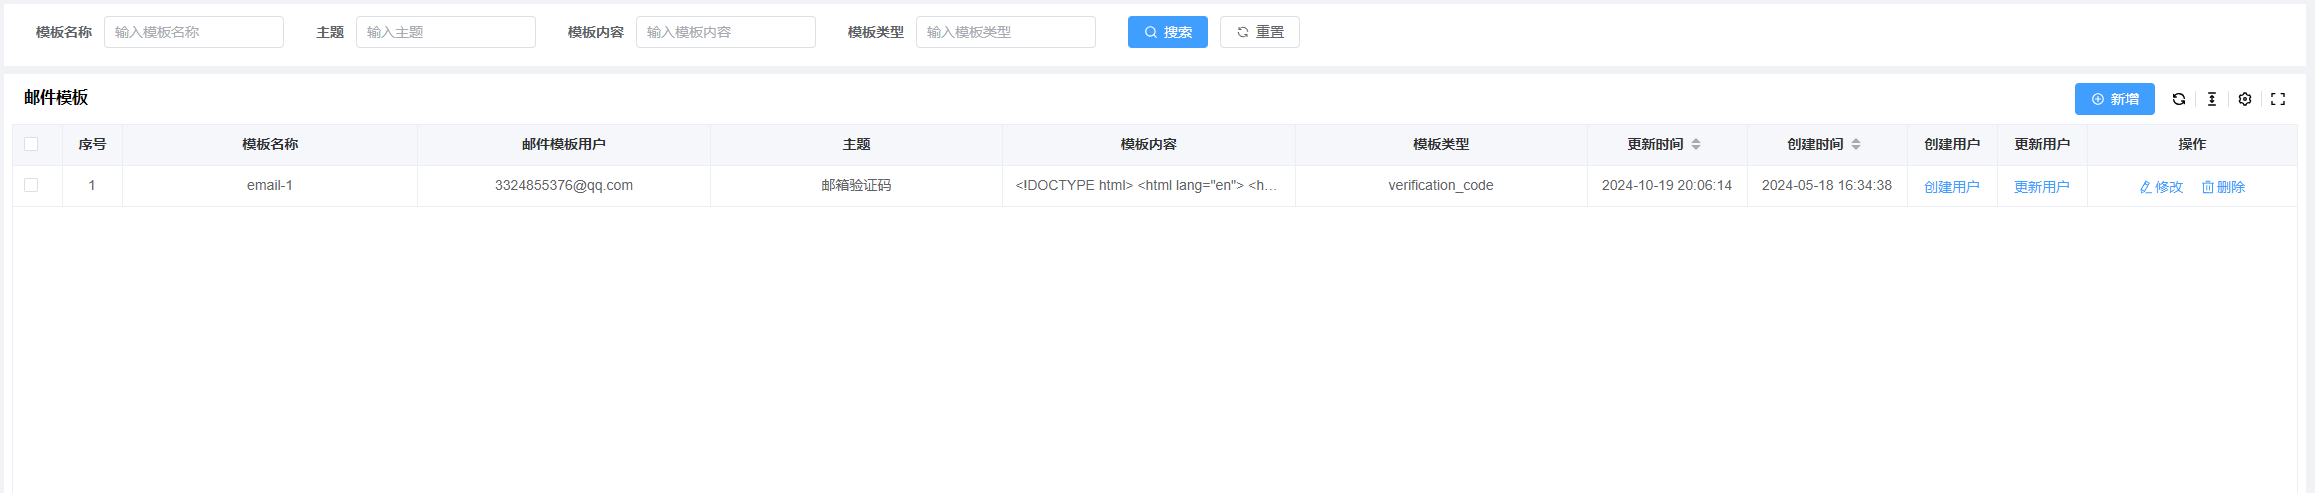 模板名称 输入模板名称 主题 输入主题 模板内容 输入模板内容 模板类型 输入模板类型 搜索 重置
邮件模板 新增
序号 模板名称 邮件模板用户 主题 模板内容 模板类型 更新时间 创建时间 创建用户 更新用户 操作
1 email-1 3324855376@qq.com 邮箱验证码 <!DOCTYPE html> <html lang="en"> <h... verification_code 2024-10-19 20:06:14 2024-05-18 16:34:38 创建用户 更新用户 修改 删除